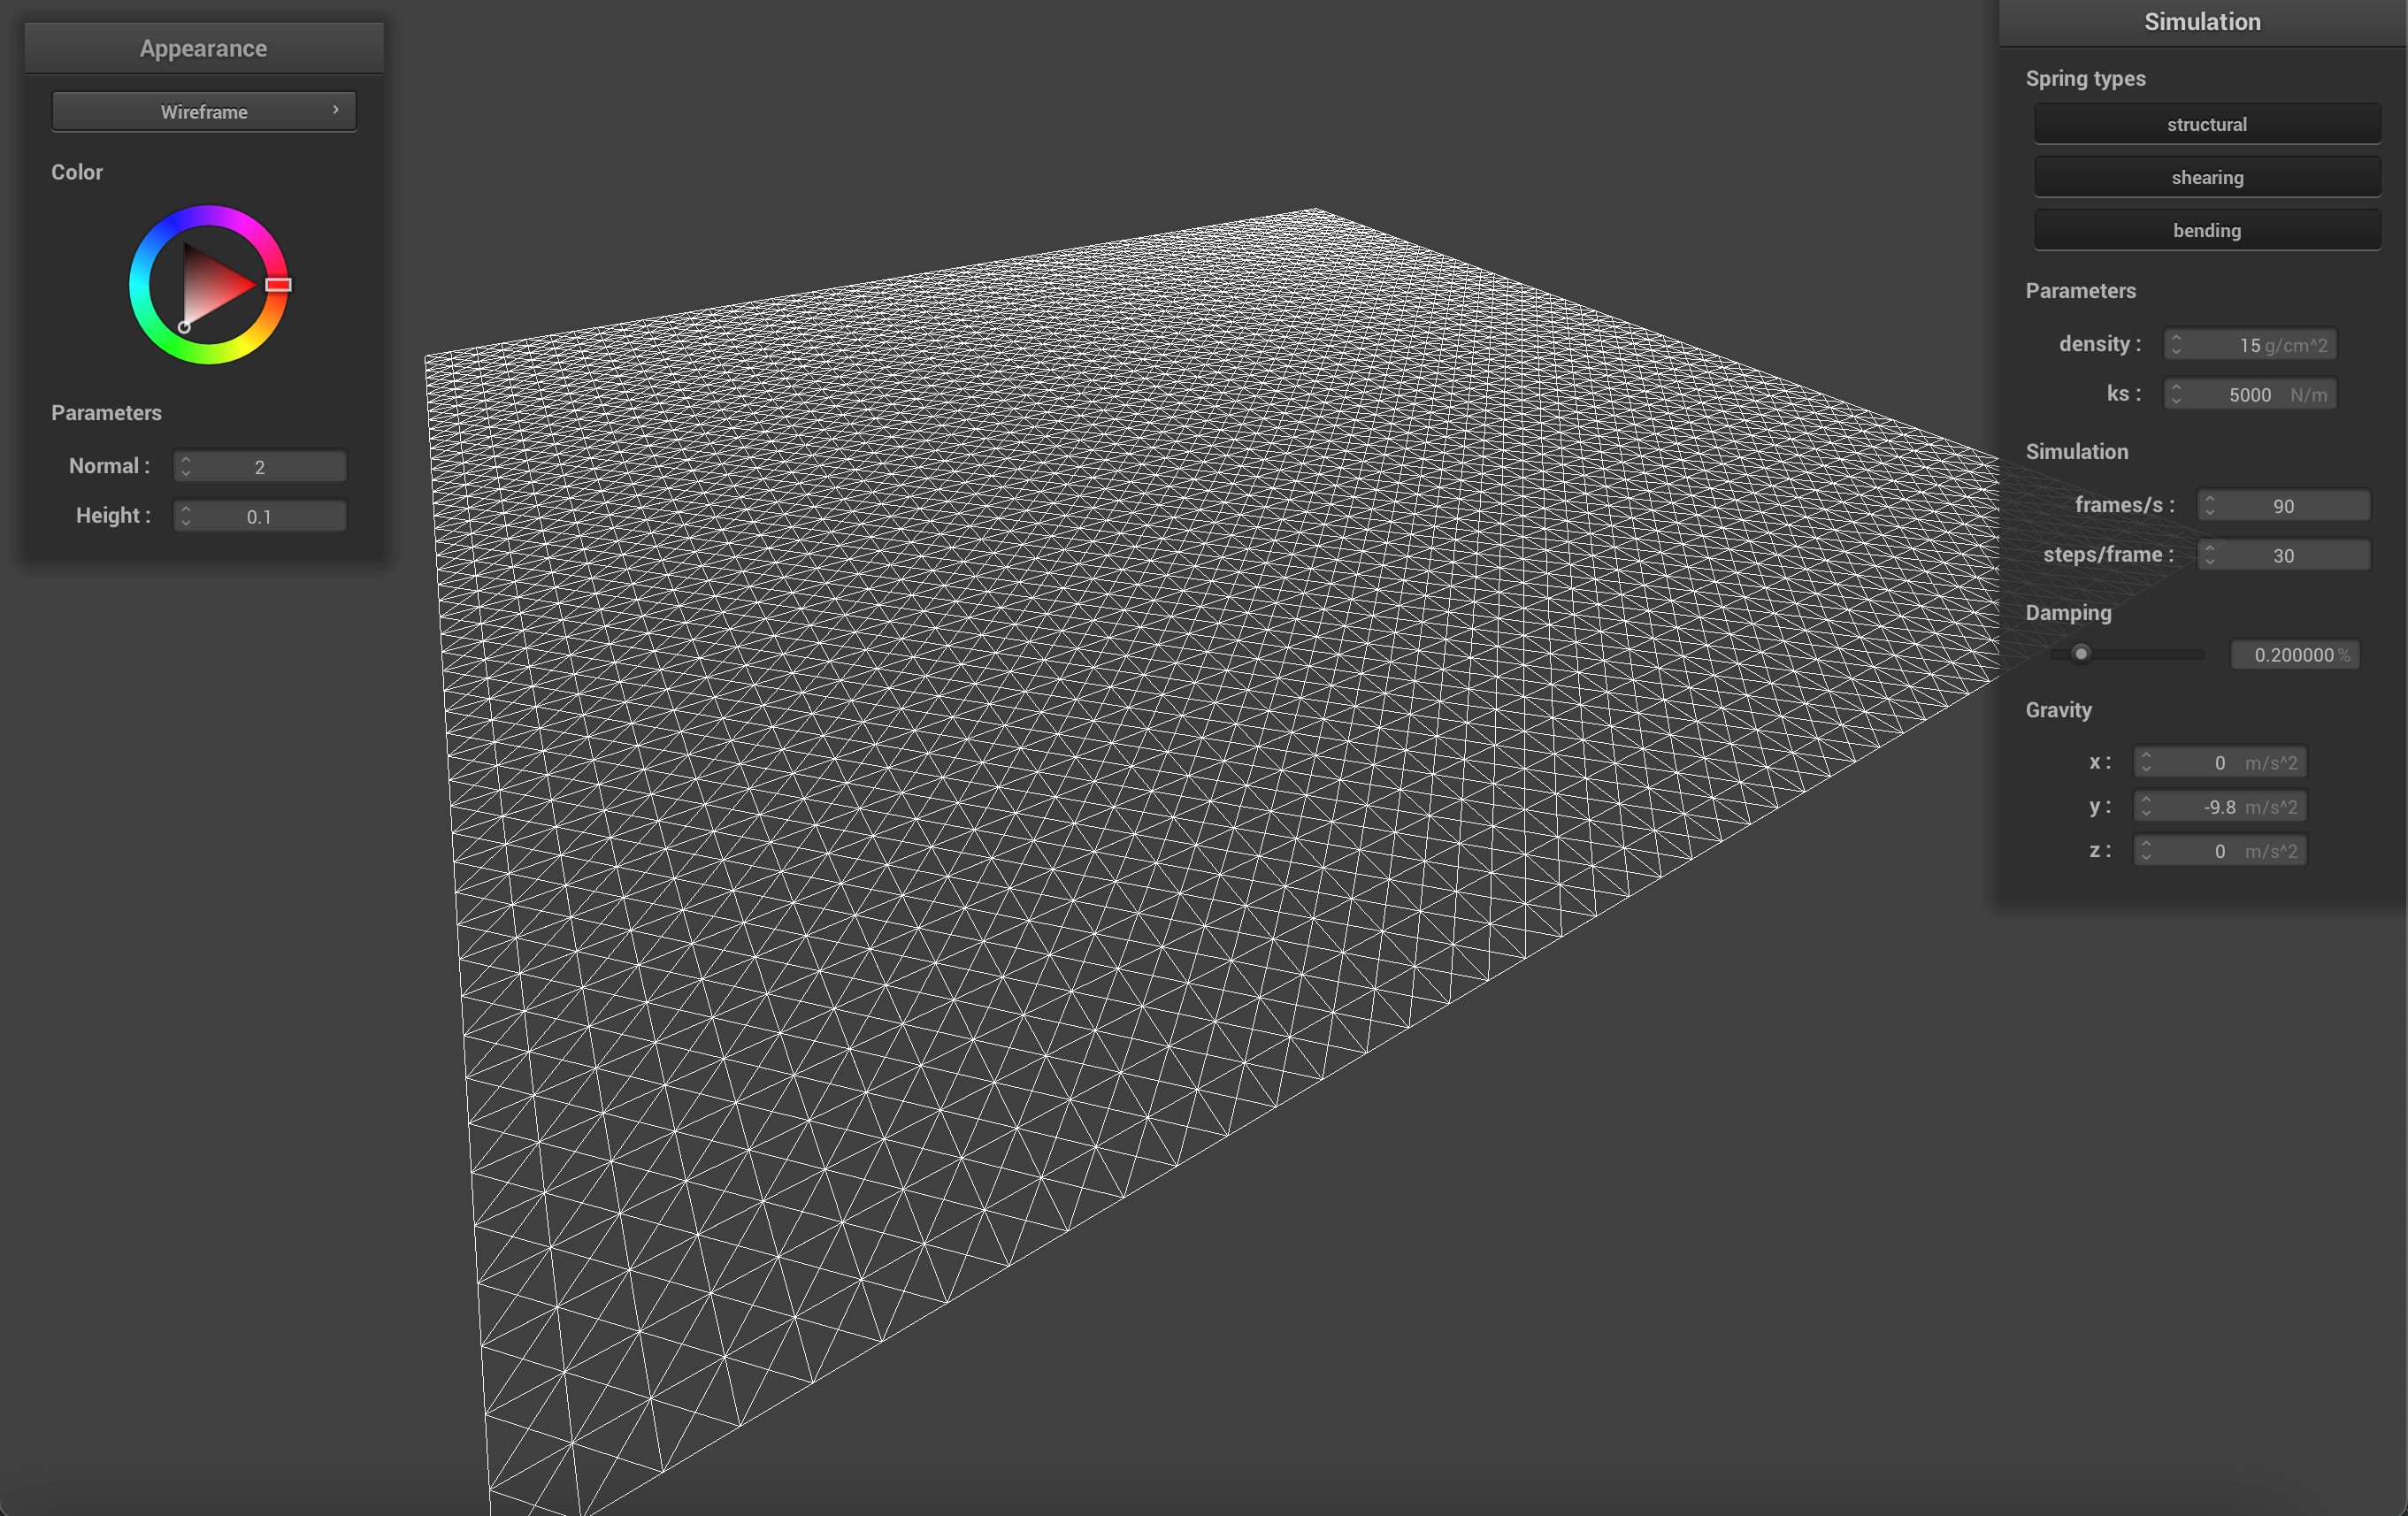 Appearance
Wireframe
Color
Parameters
Normal : 2
Height : 0.1
Simulation
Spring types
structural
shearing
bending
Parameters
density : 15 g/cm^2
ks : 5000 N/m
Simulation
frames/s : 90
steps/frame : 30
Damping
0.200000 %
Gravity
x : 0 m/s^2
y : -9.8 m/s^2
z : 0 m/s^2